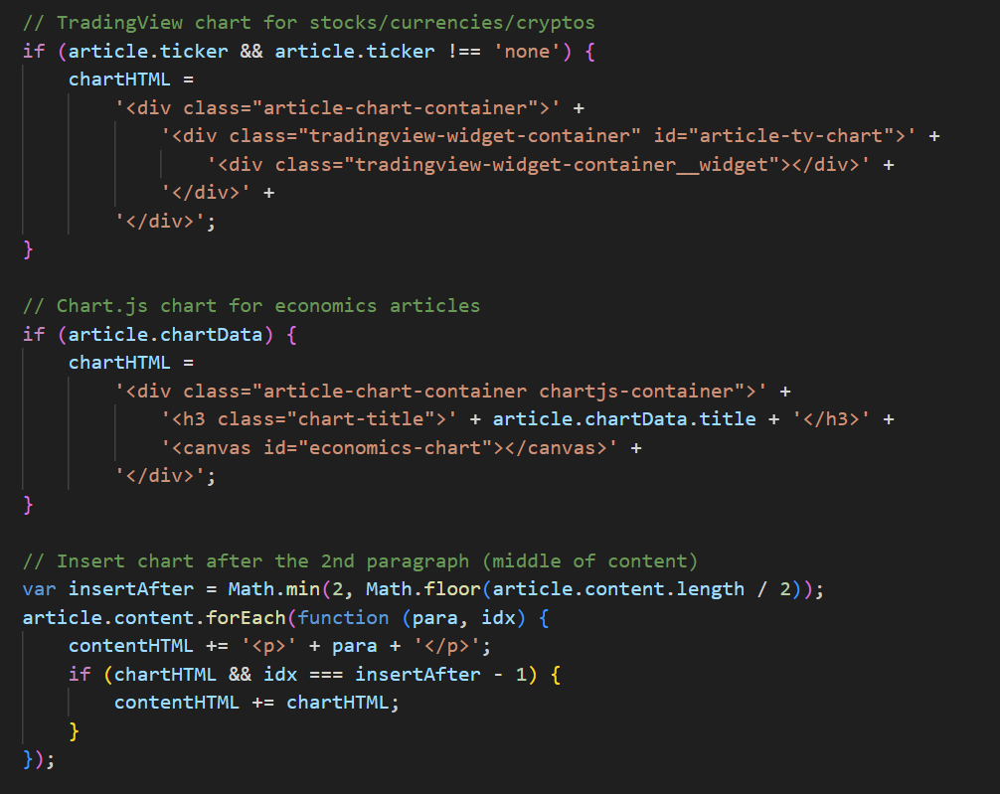 // TradingView chart for stocks/currencies/cryptos
if (article.ticker && article.ticker !== 'none') {
    chartHTML =
        '<div class="article-chart-container">' +
            '<div class="tradingview-widget-container" id="article-tv-chart">' +
                '<div class="tradingview-widget-container__widget"></div>' +
            '</div>' +
        '</div>';
}

// Chart.js chart for economics articles
if (article.chartData) {
    chartHTML =
        '<div class="article-chart-container chartjs-container">' +
            '<h3 class="chart-title">' + article.chartData.title + '</h3>' +
            '<canvas id="economics-chart"></canvas>' +
        '</div>';
}

// Insert chart after the 2nd paragraph (middle of content)
var insertAfter = Math.min(2, Math.floor(article.content.length / 2));
article.content.forEach(function (para, idx) {
    contentHTML += '<p>' + para + '</p>';
    if (chartHTML && idx === insertAfter - 1) {
        contentHTML += chartHTML;
    }
});